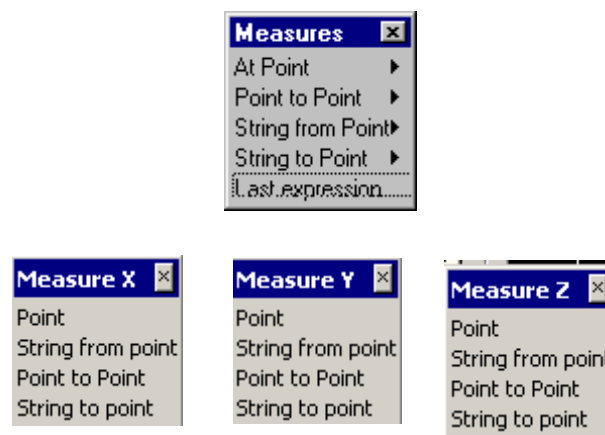 Measures
At Point
Point to Point
String from Point
String to Point
Last expression......
Measure X
Point
String from point
Point to Point
String to point
Measure Y
Point
String from point
Point to Point
String to point
Measure Z
Point
String from point
Point to Point
String to point